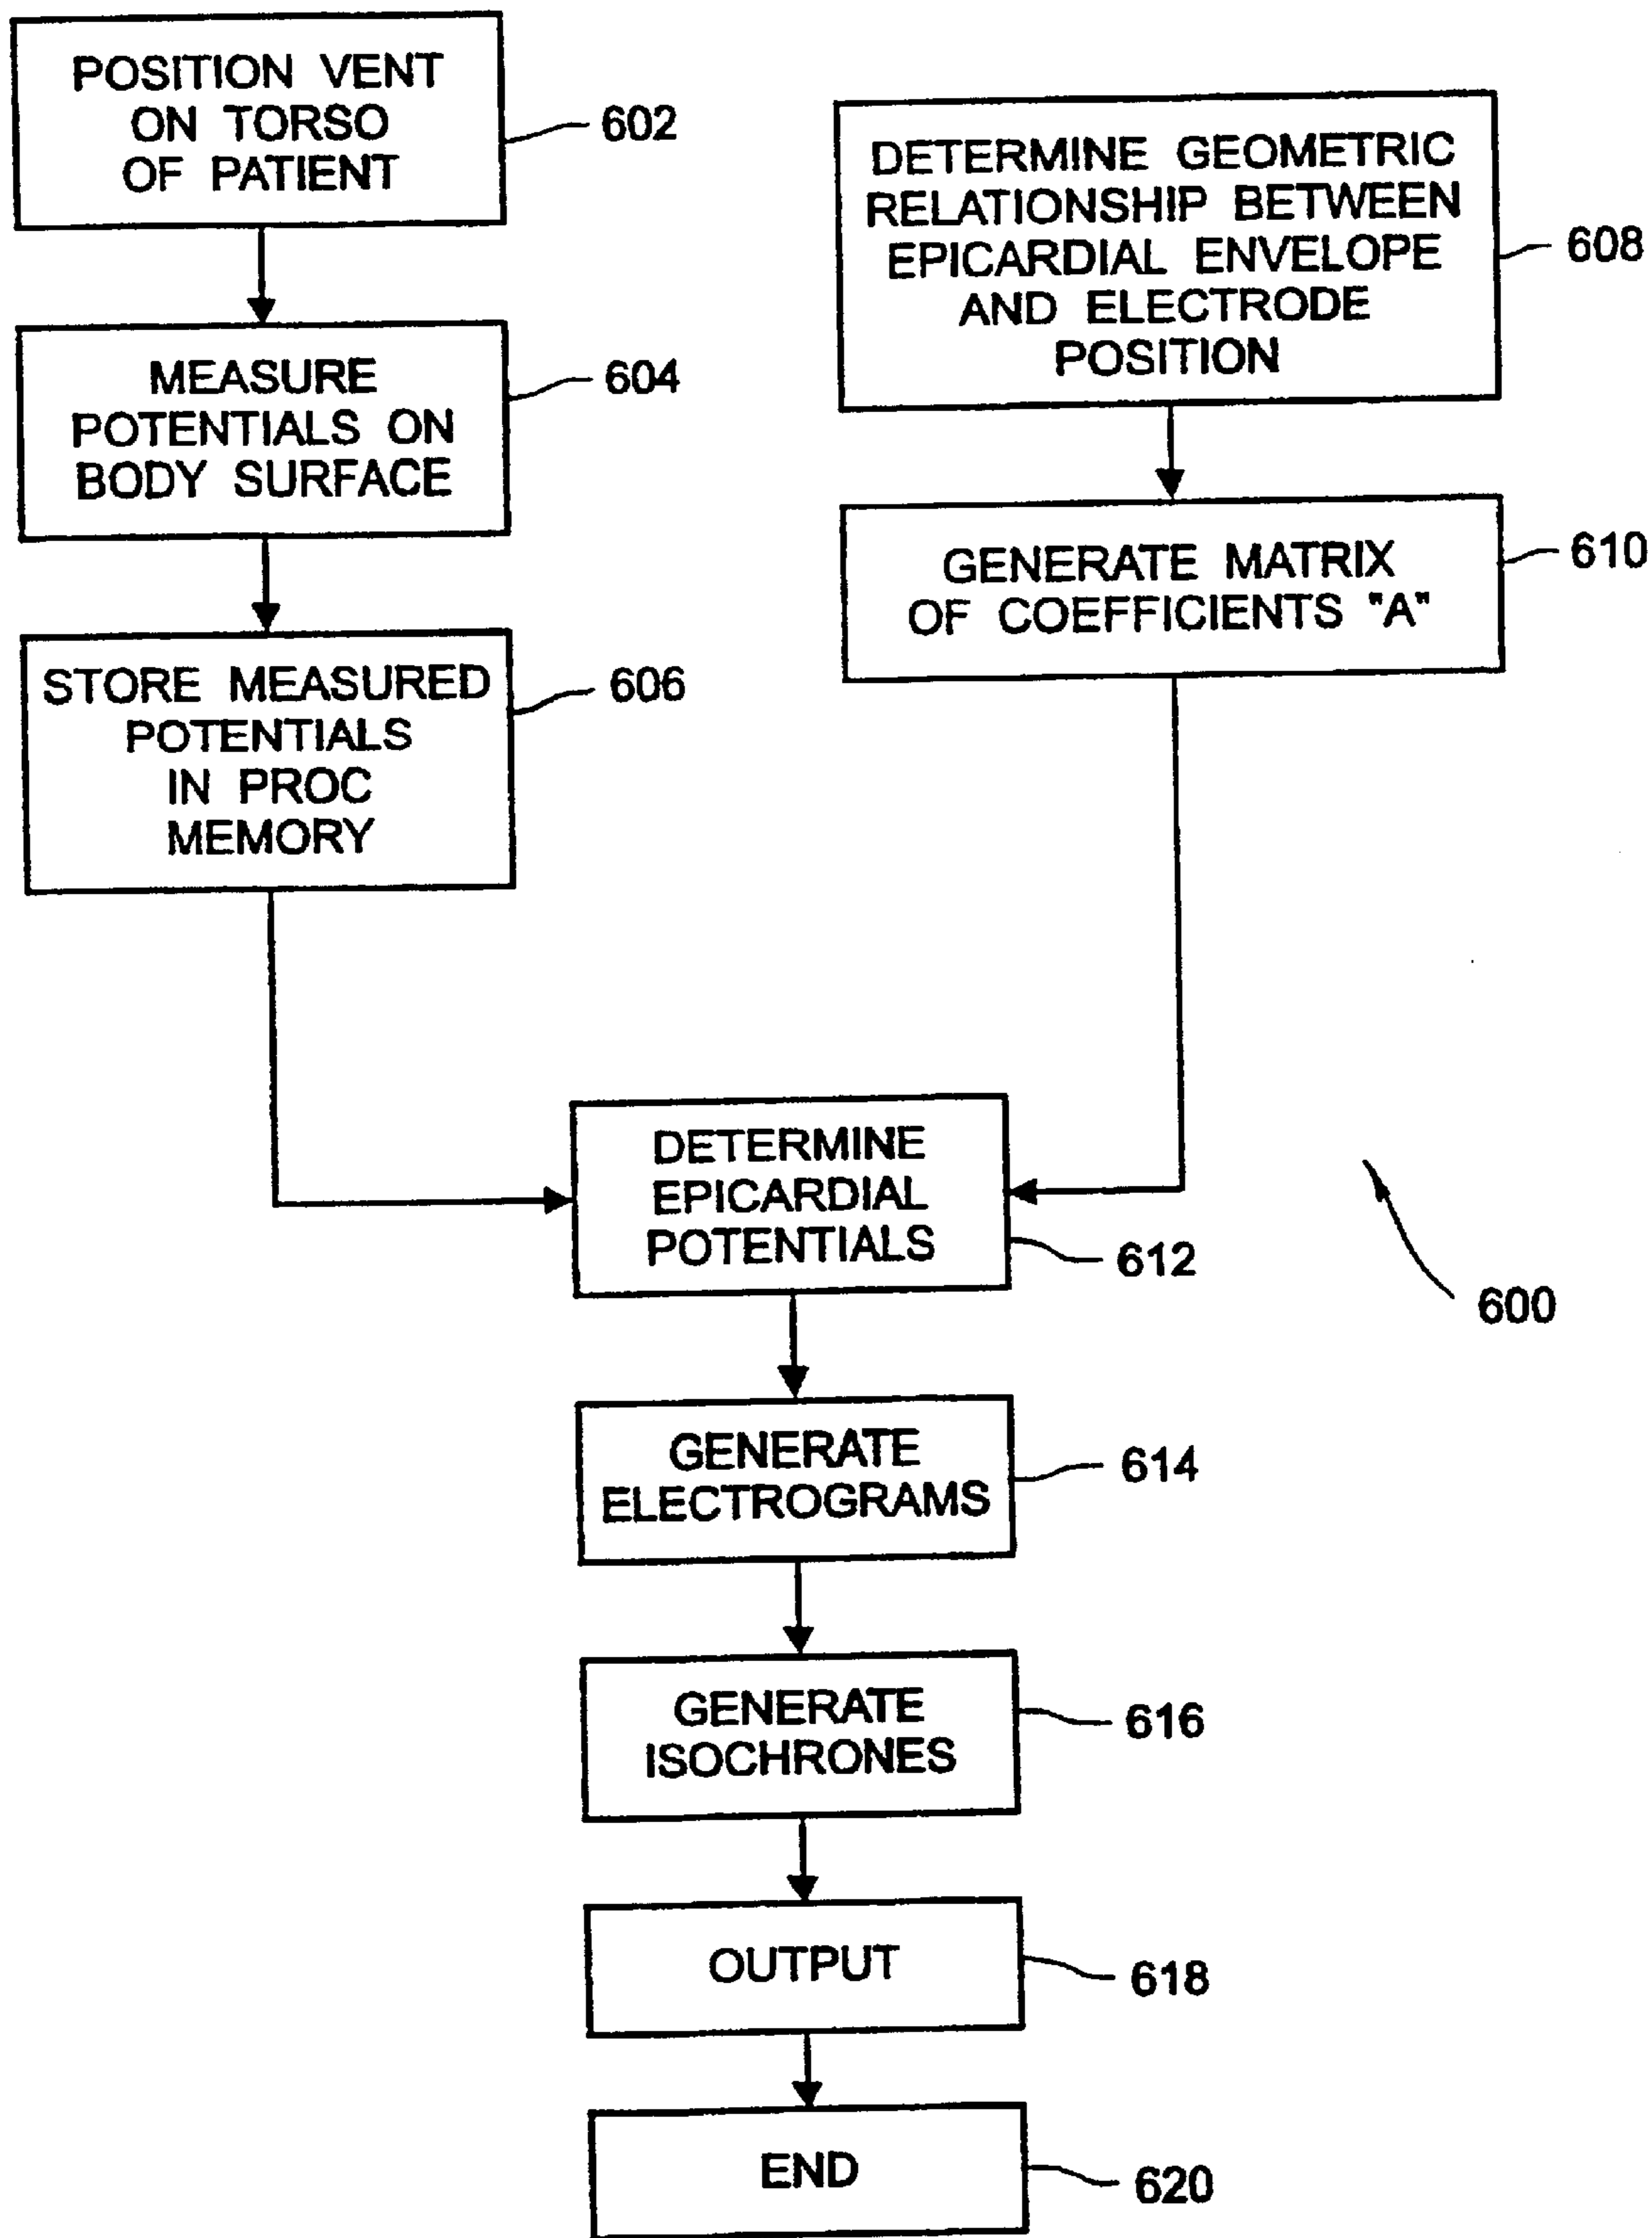 POSITION VENT
ON TORSO
OF PATIENT
602
MEASURE
POTENTIALS ON
BODY SURFACE
604
STORE MEASURED
POTENTIALS
IN PROC
MEMORY
606
DETERMINE GEOMETRIC
RELATIONSHIP BETWEEN
EPICARDIAL ENVELOPE
AND ELECTRODE
POSITION
608
GENERATE MATRIX
OF COEFFICIENTS "A"
610
DETERMINE
EPICARDIAL
POTENTIALS
612
600
GENERATE
ELECTROGRAMS
614
GENERATE
ISOCHRONES
616
OUTPUT
618
END
620